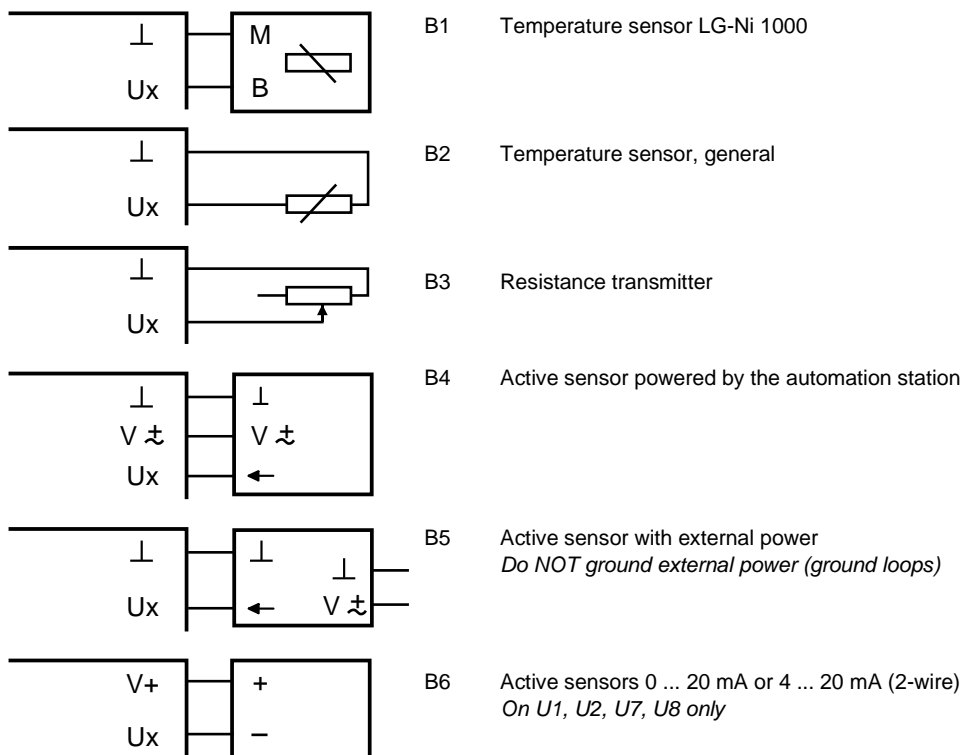 ⊥ M B1 Temperature sensor LG-Ni 1000
Ux B
⊥ B2 Temperature sensor, general
Ux
⊥ B3 Resistance transmitter
Ux
⊥ ⊥ B4 Active sensor powered by the automation station
V ≂ V ≂
Ux
⊥ ⊥ B5 Active sensor with external power
⊥ Do NOT ground external power (ground loops)
Ux V ≂
V+ + B6 Active sensors 0 ... 20 mA or 4 ... 20 mA (2-wire)
On U1, U2, U7, U8 only
Ux –